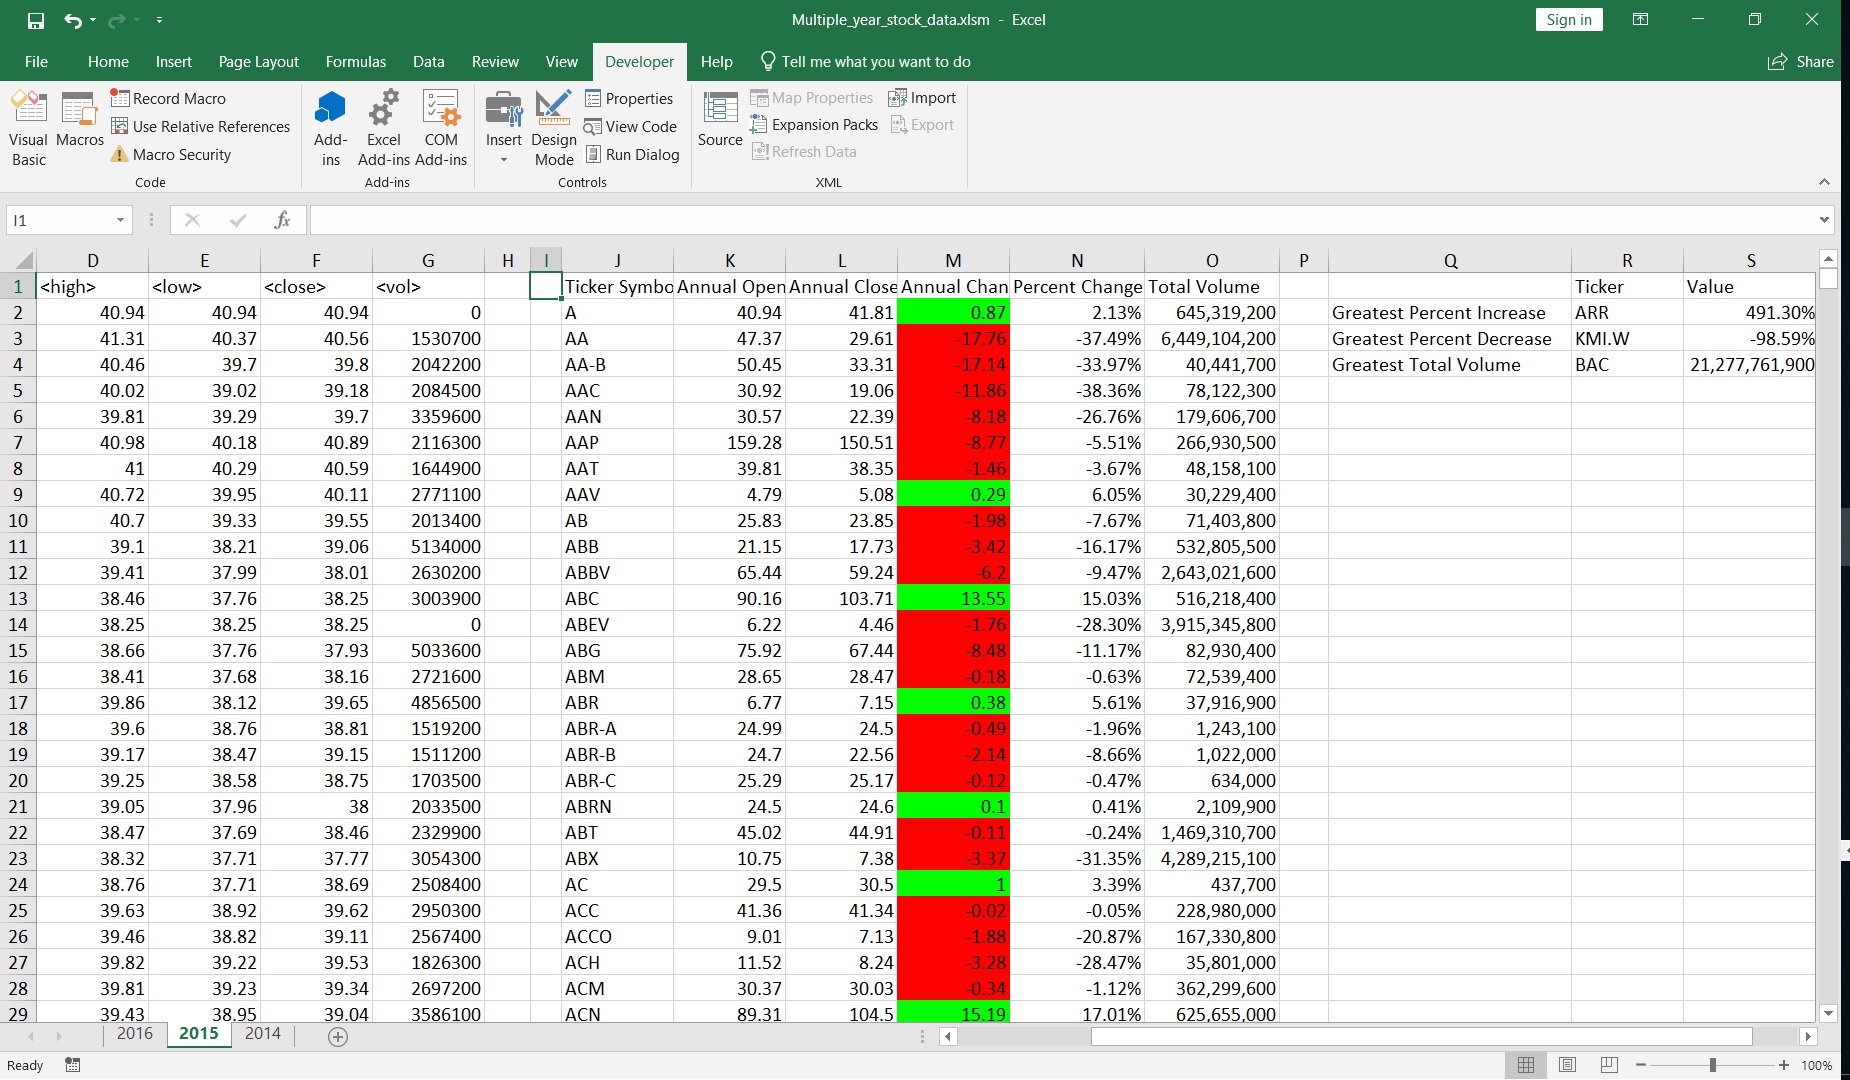 Multiple_year_stock_data.xlsm - Excel
Sign in
File Home Insert Page Layout Formulas Data Review View Developer Help Tell me what you want to do Share
Visual Basic
Macros
Record Macro
Use Relative References
Macro Security
Code
Add-ins
Excel Add-ins
COM Add-ins
Add-ins
Insert
Design Mode
Properties
View Code
Run Dialog
Controls
Source
Map Properties
Expansion Packs
Refresh Data
Import
Export
XML
I1
fx
D E F G H I J K L M N O P Q R S
1 <high> <low> <close> <vol> Ticker Symbo Annual Open Annual Close Annual Chan Percent Change Total Volume Ticker Value
2 40.94 40.94 40.94 0 A 40.94 41.81 0.87 2.13% 645,319,200 Greatest Percent Increase ARR 491.30%
3 41.31 40.37 40.56 1530700 AA 47.37 29.61 -17.76 -37.49% 6,449,104,200 Greatest Percent Decrease KMI.W -98.59%
4 40.46 39.7 39.8 2042200 AA-B 50.45 33.31 -17.14 -33.97% 40,441,700 Greatest Total Volume BAC 21,277,761,900
5 40.02 39.02 39.18 2084500 AAC 30.92 19.06 -11.86 -38.36% 78,122,300
6 39.81 39.29 39.7 3359600 AAN 30.57 22.39 -8.18 -26.76% 179,606,700
7 40.98 40.18 40.89 2116300 AAP 159.28 150.51 -8.77 -5.51% 266,930,500
8 41 40.29 40.59 1644900 AAT 39.81 38.35 -1.46 -3.67% 48,158,100
9 40.72 39.95 40.11 2771100 AAV 4.79 5.08 0.29 6.05% 30,229,400
10 40.7 39.33 39.55 2013400 AB 25.83 23.85 -1.98 -7.67% 71,403,800
11 39.1 38.21 39.06 5134000 ABB 21.15 17.73 -3.42 -16.17% 532,805,500
12 39.41 37.99 38.01 2630200 ABBV 65.44 59.24 -6.2 -9.47% 2,643,021,600
13 38.46 37.76 38.25 3003900 ABC 90.16 103.71 13.55 15.03% 516,218,400
14 38.25 38.25 38.25 0 ABEV 6.22 4.46 -1.76 -28.30% 3,915,345,800
15 38.66 37.76 37.93 5033600 ABG 75.92 67.44 -8.48 -11.17% 82,930,400
16 38.41 37.68 38.16 2721600 ABM 28.65 28.47 -0.18 -0.63% 72,539,400
17 39.86 38.12 39.65 4856500 ABR 6.77 7.15 0.38 5.61% 37,916,900
18 39.6 38.76 38.81 1519200 ABR-A 24.99 24.5 -0.49 -1.96% 1,243,100
19 39.17 38.47 39.15 1511200 ABR-B 24.7 22.56 -2.14 -8.66% 1,022,000
20 39.25 38.58 38.75 1703500 ABR-C 25.29 25.17 -0.12 -0.47% 634,000
21 39.05 37.96 38 2033500 ABRN 24.5 24.6 0.1 0.41% 2,109,900
22 38.47 37.69 38.46 2329900 ABT 45.02 44.91 -0.11 -0.24% 1,469,310,700
23 38.32 37.71 37.77 3054300 ABX 10.75 7.38 -3.37 -31.35% 4,289,215,100
24 38.76 37.71 38.69 2508400 AC 29.5 30.5 1 3.39% 437,700
25 39.63 38.92 39.62 2950300 ACC 41.36 41.34 -0.02 -0.05% 228,980,000
26 39.46 38.82 39.11 2567400 ACCO 9.01 7.13 -1.88 -20.87% 167,330,800
27 39.82 39.22 39.53 1826300 ACH 11.52 8.24 -3.28 -28.47% 35,801,000
28 39.81 39.23 39.34 2697200 ACM 30.37 30.03 -0.34 -1.12% 362,299,600
29 39.43 38.95 39.04 3586100 ACN 89.31 104.5 15.19 17.01% 625,655,000
2016 2015 2014
Ready 100%